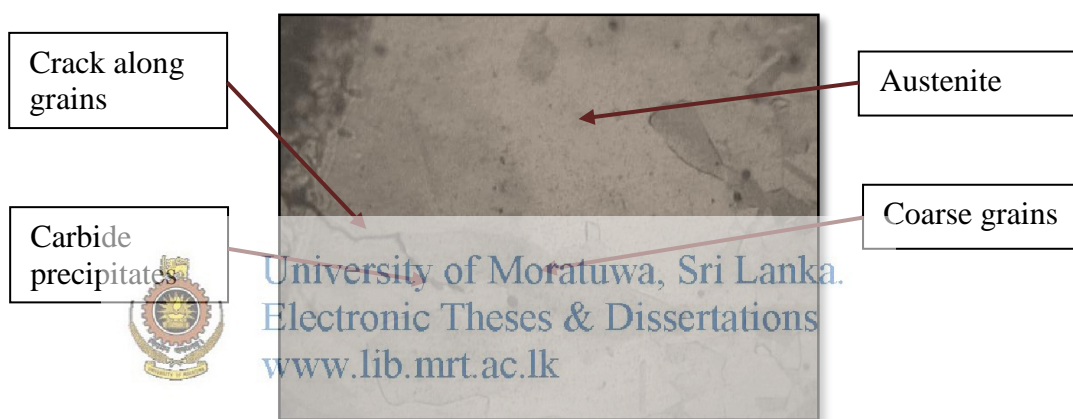 Crack along
grains
Austenite
Carbide
precipitates
Coarse grains
University of Moratuwa, Sri Lanka.
Electronic Theses & Dissertations
www.lib.mrt.ac.lk